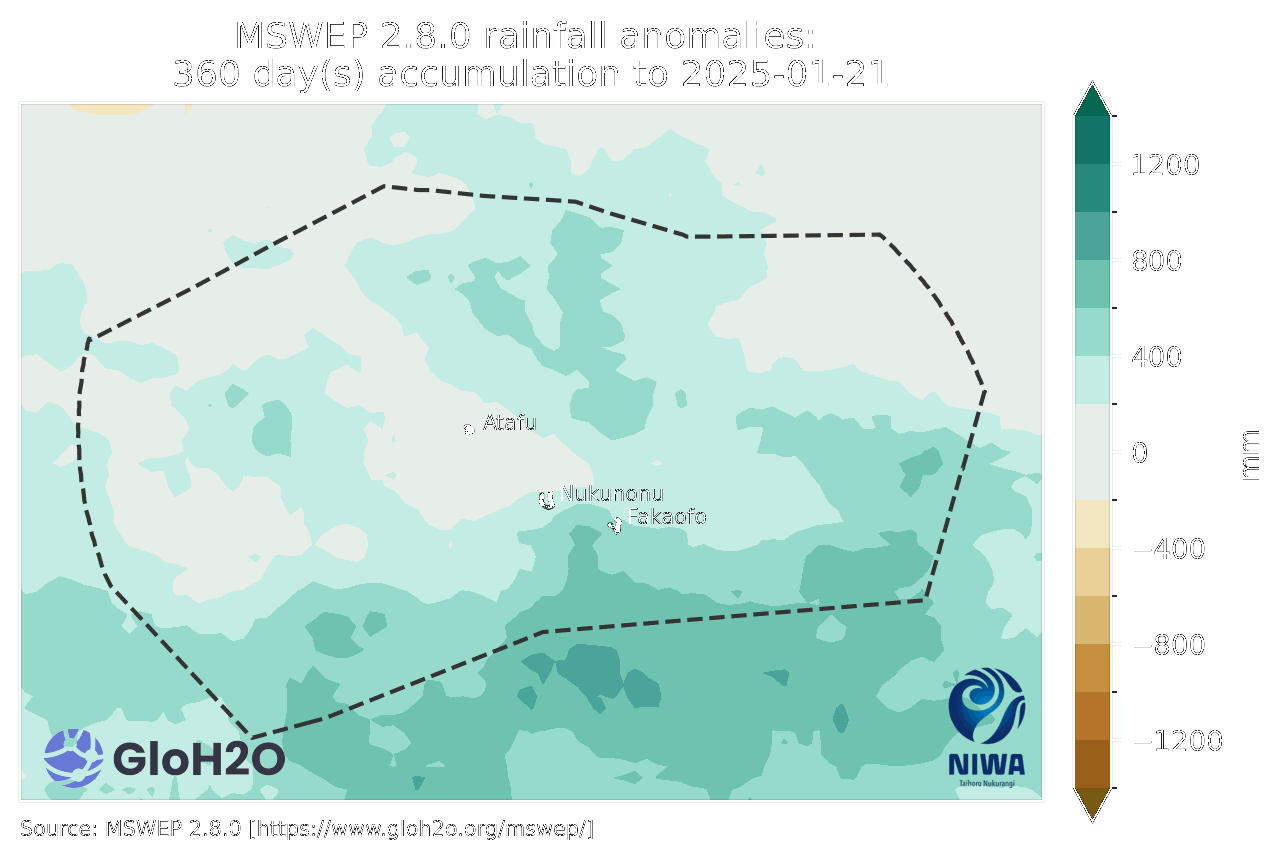 MSWEP 2.8.0 rainfall anomalies:
360 day(s) accumulation to 2025-01-21
1200
800
400
0
−400
−800
−1200
mm
Atafu
Nukunonu
Fakaofo
GloH2O
NIWA
Taihoro Nukurangi
Source: MSWEP 2.8.0 [https://www.gloh2o.org/mswep/]